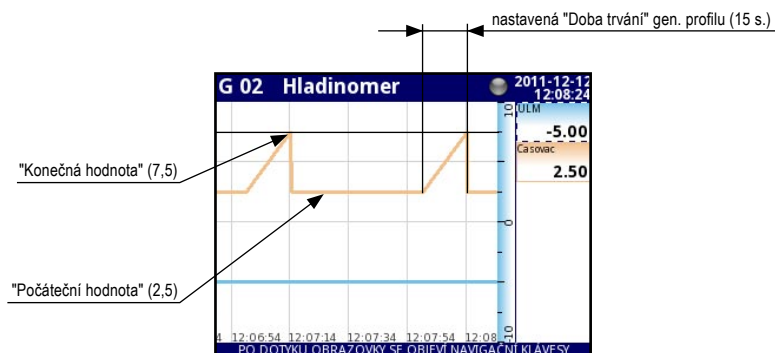 nastavená "Doba trvání" gen. profilu (15 s.)
G 02 Hladinomer
2011-12-12
12:08:24
10
ULM
-5.00
"Konečná hodnota" (7,5)
Casovac
2.50
0
"Počáteční hodnota" (2,5)
-10
4 12:06:54 12:07:14 12:07:34 12:07:54 12:08
PO DOTYKU OBRAZOVKY SE OBJEVÍ NAVIGAČNÍ KLÁVESY